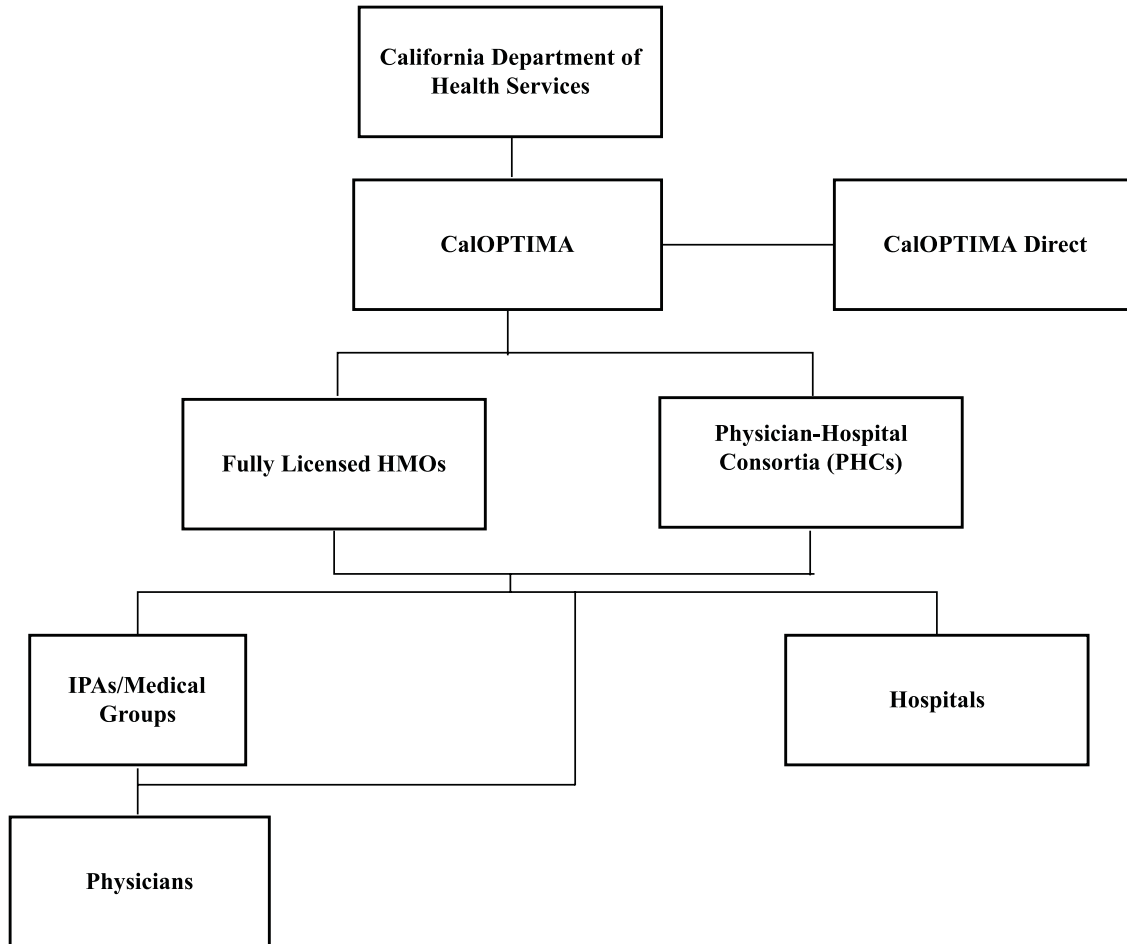 California Department of
Health Services
CalOPTIMA
CalOPTIMA Direct
Fully Licensed HMOs
Physician-Hospital
Consortia (PHCs)
IPAs/Medical
Groups
Hospitals
Physicians